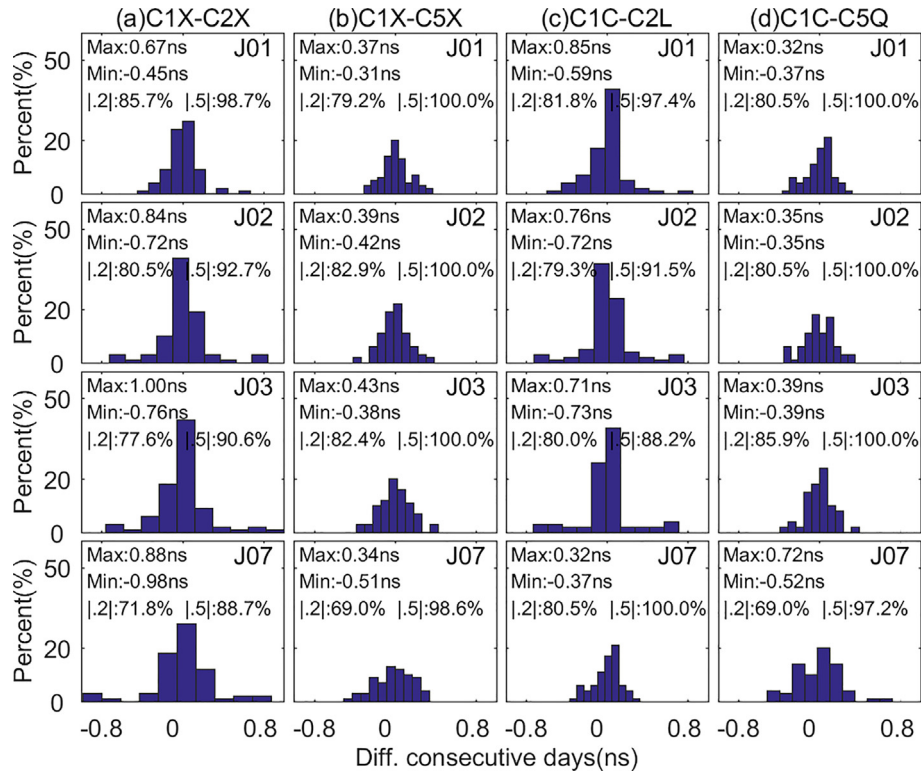 (a)C1X-C2X (b)C1X-C5X (c)C1C-C2L (d)C1C-C5Q
Percent(%)
50
20
0
Max:0.67ns J01
Min:-0.45ns
|.2|:85.7% |.5|:98.7%
Max:0.37ns J01
Min:-0.31ns
|.2|:79.2% |.5|:100.0%
Max:0.85ns J01
Min:-0.59ns
|.2|:81.8% |.5|:97.4%
Max:0.32ns J01
Min:-0.37ns
|.2|:80.5% |.5|:100.0%
Percent(%)
50
20
0
Max:0.84ns J02
Min:-0.72ns
|.2|:80.5% |.5|:92.7%
Max:0.39ns J02
Min:-0.42ns
|.2|:82.9% |.5|:100.0%
Max:0.76ns J02
Min:-0.72ns
|.2|:79.3% |.5|:91.5%
Max:0.35ns J02
Min:-0.35ns
|.2|:80.5% |.5|:100.0%
Percent(%)
50
20
0
Max:1.00ns J03
Min:-0.76ns
|.2|:77.6% |.5|:90.6%
Max:0.43ns J03
Min:-0.38ns
|.2|:82.4% |.5|:100.0%
Max:0.71ns J03
Min:-0.73ns
|.2|:80.0% |.5|:88.2%
Max:0.39ns J03
Min:-0.39ns
|.2|:85.9% |.5|:100.0%
Percent(%)
50
20
0
Max:0.88ns J07
Min:-0.98ns
|.2|:71.8% |.5|:88.7%
Max:0.34ns J07
Min:-0.51ns
|.2|:69.0% |.5|:98.6%
Max:0.32ns J07
Min:-0.37ns
|.2|:80.5% |.5|:100.0%
Max:0.72ns J07
Min:-0.52ns
|.2|:69.0% |.5|:97.2%
-0.8 0 0.8 -0.8 0 0.8 -0.8 0 0.8 -0.8 0 0.8
Diff. consecutive days(ns)